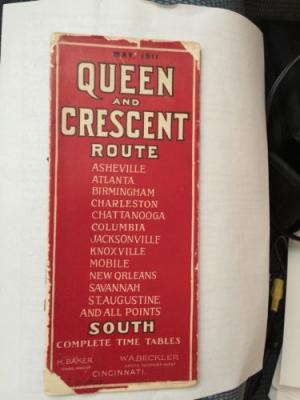 MAY, 1911
QUEEN
AND
CRESCENT
ROUTE
ASHEVILLE
ATLANTA
BIRMINGHAM
CHARLESTON
CHATTANOOGA
COLUMBIA
JACKSONVILLE
KNOXVILLE
MOBILE
NEW ORLEANS
SAVANNAH
ST. AUGUSTINE
AND ALL POINTS
SOUTH
COMPLETE TIME TABLES
H. BAKER
W.A. BECKLER
CINCINNATI.